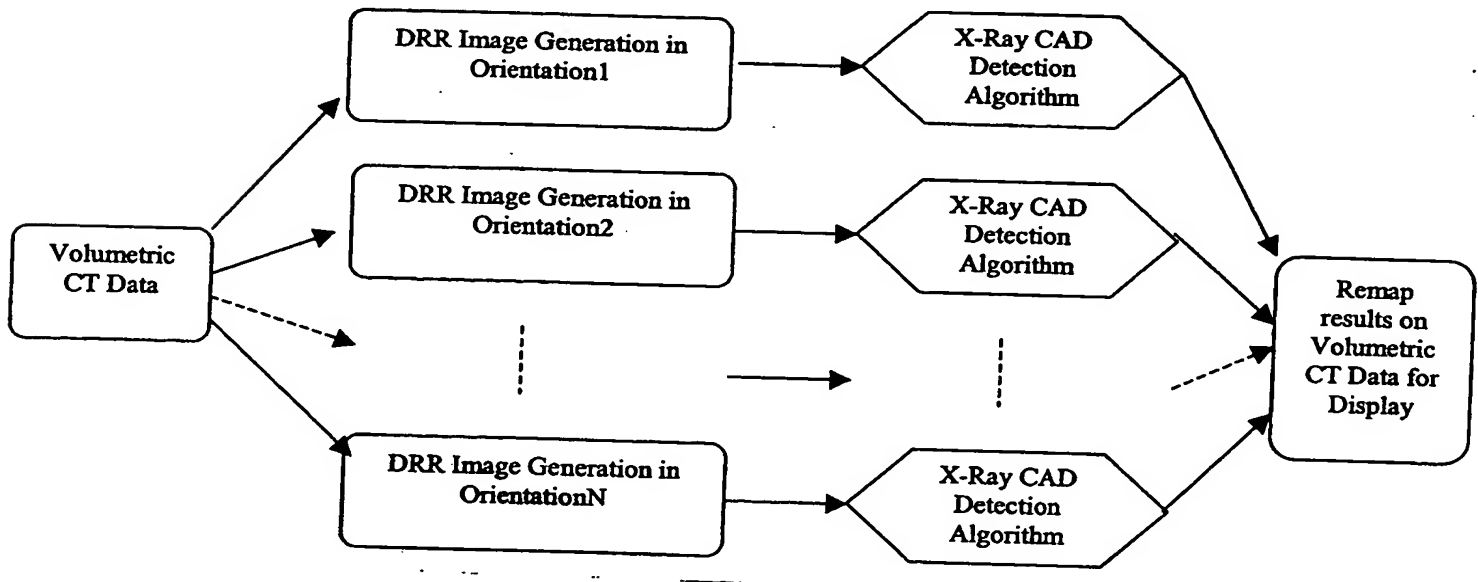 DRR Image Generation in
Orientation1
X-Ray CAD
Detection
Algorithm
DRR Image Generation in
Orientation2
X-Ray CAD
Detection
Algorithm
Volumetric
CT Data
Remap
results on
Volumetric
CT Data for
Display
DRR Image Generation in
OrientationN
X-Ray CAD
Detection
Algorithm